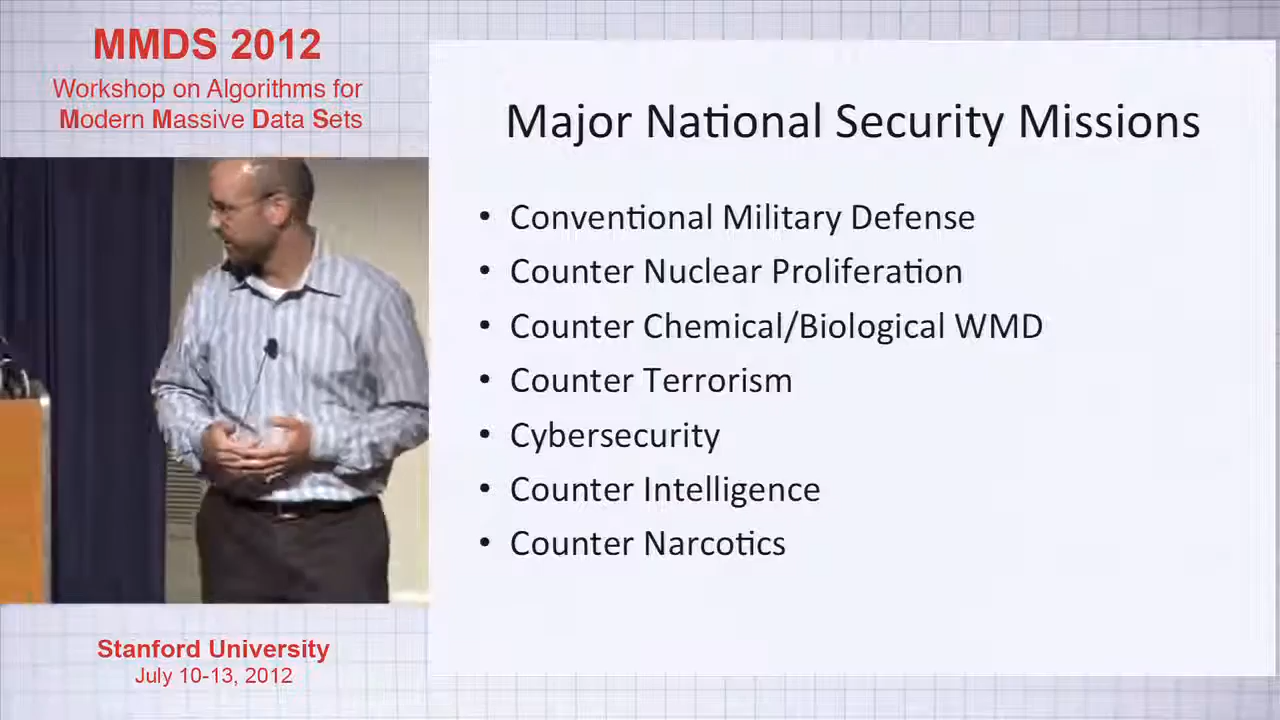 MMDS 2012
Workshop on Algorithms for
Modern Massive Data Sets
Major National Security Missions
• Conventional Military Defense
• Counter Nuclear Proliferation
• Counter Chemical/Biological WMD
• Counter Terrorism
• Cybersecurity
• Counter Intelligence
• Counter Narcotics
Stanford University
July 10-13, 2012